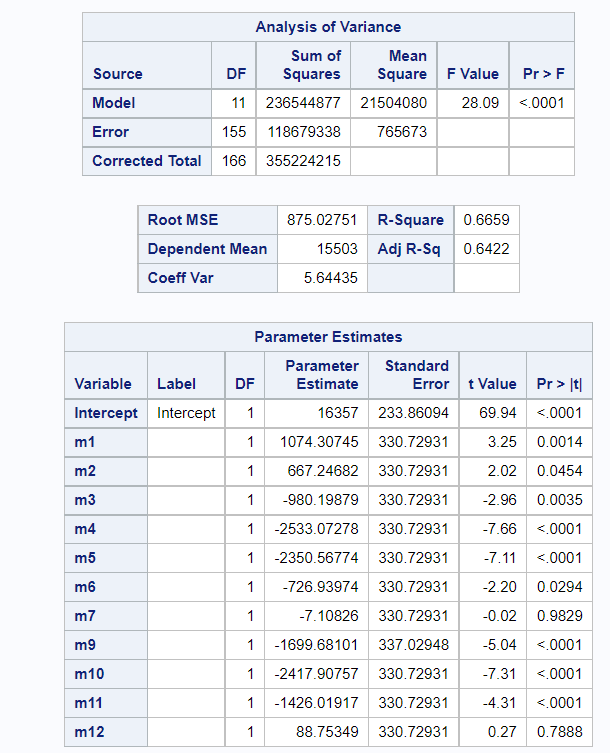 Analysis of Variance
Source DF Sum of Squares Mean Square F Value Pr > F
Model 11 236544877 21504080 28.09 <.0001
Error 155 118679338 765673
Corrected Total 166 355224215
Root MSE 875.02751 R-Square 0.6659
Dependent Mean 15503 Adj R-Sq 0.6422
Coeff Var 5.64435
Parameter Estimates
Variable Label DF Parameter Estimate Standard Error t Value Pr > |t|
Intercept Intercept 1 16357 233.86094 69.94 <.0001
m1 1 1074.30745 330.72931 3.25 0.0014
m2 1 667.24682 330.72931 2.02 0.0454
m3 1 -980.19879 330.72931 -2.96 0.0035
m4 1 -2533.07278 330.72931 -7.66 <.0001
m5 1 -2350.56774 330.72931 -7.11 <.0001
m6 1 -726.93974 330.72931 -2.20 0.0294
m7 1 -7.10826 330.72931 -0.02 0.9829
m9 1 -1699.68101 337.02948 -5.04 <.0001
m10 1 -2417.90757 330.72931 -7.31 <.0001
m11 1 -1426.01917 330.72931 -4.31 <.0001
m12 1 88.75349 330.72931 0.27 0.7888